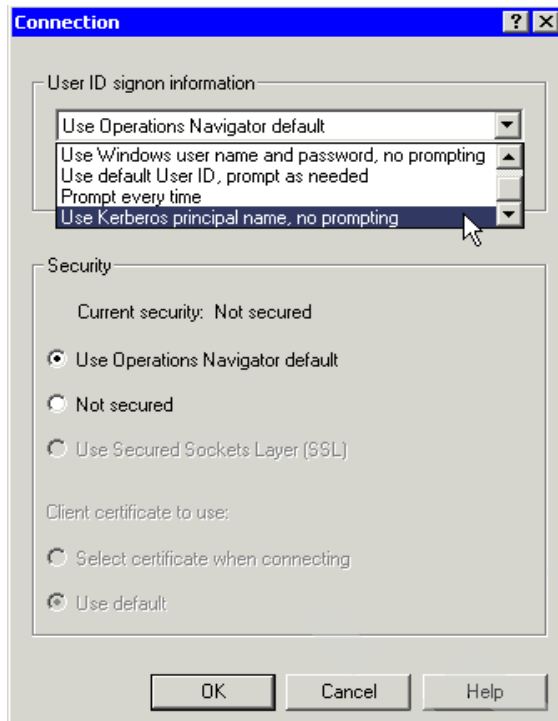 Connection
User ID signon information
Use Operations Navigator default
Use Windows user name and password, no prompting
Use default User ID, prompt as needed
Prompt every time
Use Kerberos principal name, no prompting
Security
Current security: Not secured
Use Operations Navigator default
Not secured
Use Secured Sockets Layer (SSL)
Client certificate to use:
Select certificate when connecting
Use default
OK Cancel Help